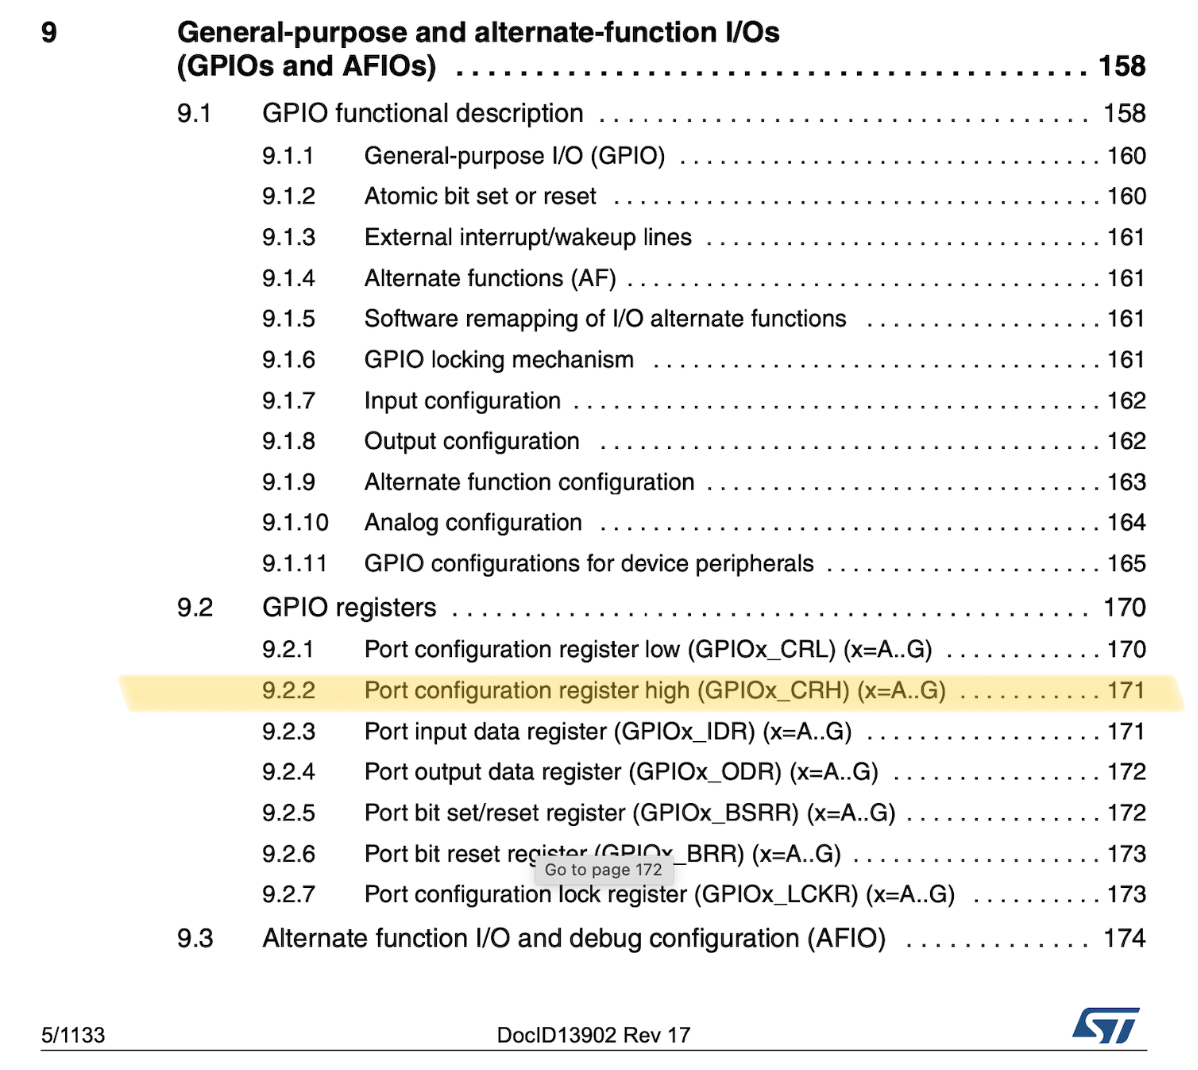 9 General-purpose and alternate-function I/Os
(GPIOs and AFIOs) . . . . . . . . . . . . . . . . . . . . . . . . . . . . . . . . . . . . . . . . 158
9.1 GPIO functional description . . . . . . . . . . . . . . . . . . . . . . . . . . . . . . . . . . 158
9.1.1 General-purpose I/O (GPIO) . . . . . . . . . . . . . . . . . . . . . . . . . . . . . . . . 160
9.1.2 Atomic bit set or reset . . . . . . . . . . . . . . . . . . . . . . . . . . . . . . . . . . . . . 160
9.1.3 External interrupt/wakeup lines . . . . . . . . . . . . . . . . . . . . . . . . . . . . . . 161
9.1.4 Alternate functions (AF) . . . . . . . . . . . . . . . . . . . . . . . . . . . . . . . . . . . . 161
9.1.5 Software remapping of I/O alternate functions . . . . . . . . . . . . . . . . . . 161
9.1.6 GPIO locking mechanism . . . . . . . . . . . . . . . . . . . . . . . . . . . . . . . . . . 161
9.1.7 Input configuration . . . . . . . . . . . . . . . . . . . . . . . . . . . . . . . . . . . . . . . . 162
9.1.8 Output configuration . . . . . . . . . . . . . . . . . . . . . . . . . . . . . . . . . . . . . . 162
9.1.9 Alternate function configuration . . . . . . . . . . . . . . . . . . . . . . . . . . . . . . 163
9.1.10 Analog configuration . . . . . . . . . . . . . . . . . . . . . . . . . . . . . . . . . . . . . . 164
9.1.11 GPIO configurations for device peripherals . . . . . . . . . . . . . . . . . . . . . 165
9.2 GPIO registers . . . . . . . . . . . . . . . . . . . . . . . . . . . . . . . . . . . . . . . . . . . . 170
9.2.1 Port configuration register low (GPIOx_CRL) (x=A..G) . . . . . . . . . . . . 170
9.2.2 Port configuration register high (GPIOx_CRH) (x=A..G) . . . . . . . . . . . 171
9.2.3 Port input data register (GPIOx_IDR) (x=A..G) . . . . . . . . . . . . . . . . . . 171
9.2.4 Port output data register (GPIOx_ODR) (x=A..G) . . . . . . . . . . . . . . . . 172
9.2.5 Port bit set/reset register (GPIOx_BSRR) (x=A..G) . . . . . . . . . . . . . . . 172
9.2.6 Port bit reset register (GPIOx_BRR) (x=A..G) . . . . . . . . . . . . . . . . . . . 173
Go to page 172
9.2.7 Port configuration lock register (GPIOx_LCKR) (x=A..G) . . . . . . . . . . 173
9.3 Alternate function I/O and debug configuration (AFIO) . . . . . . . . . . . . . 174
5/1133 DocID13902 Rev 17 ST